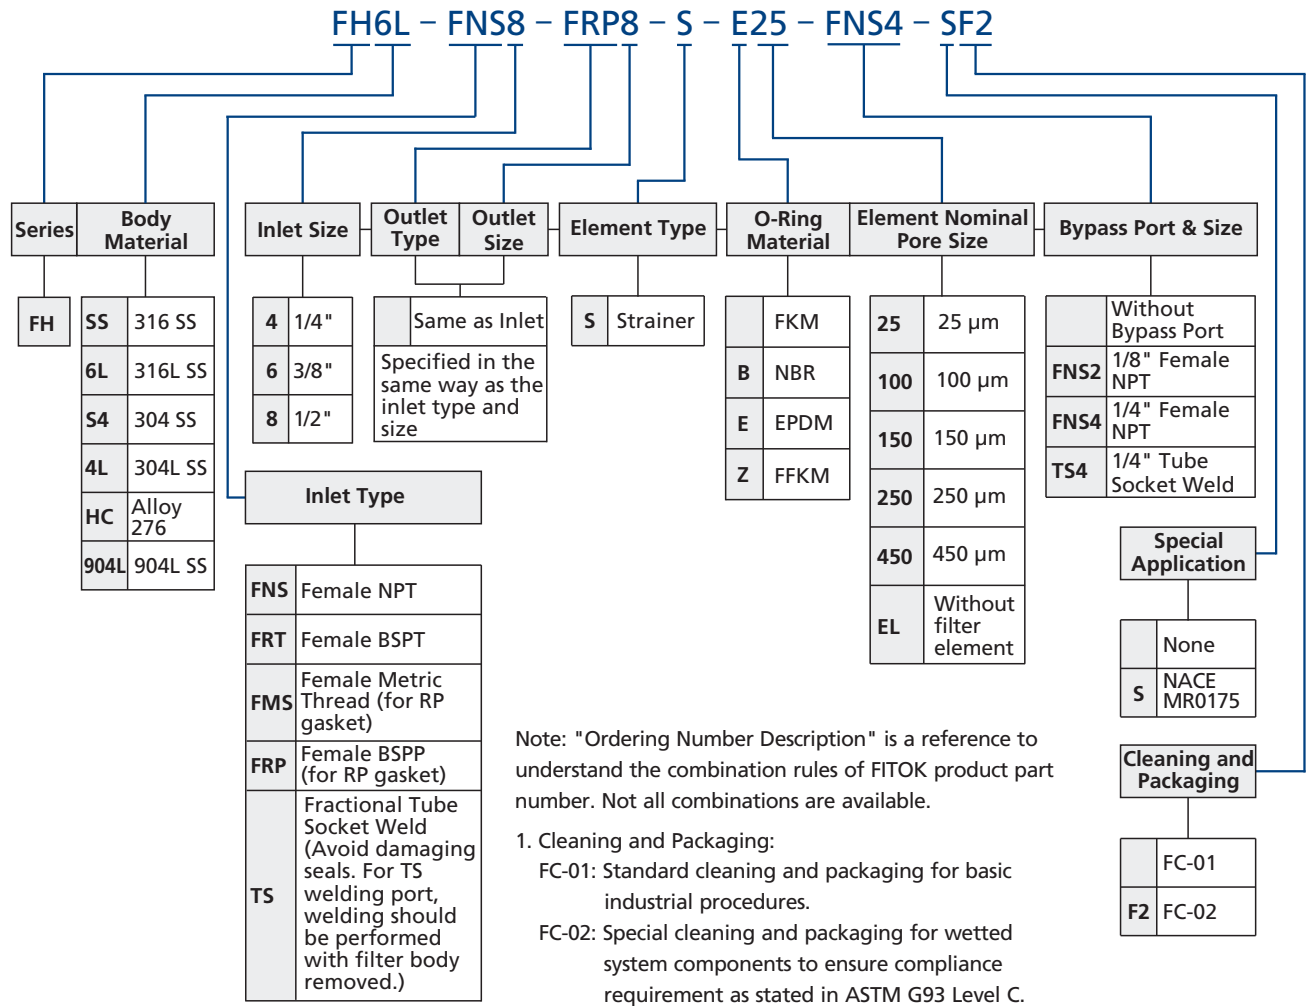 FH6L – FNS8 – FRP8 – S – E25 – FNS4 – SF2
Series
Body
Material
FH
SS 316 SS
6L 316L SS
S4 304 SS
4L 304L SS
HC Alloy
276
904L 904L SS
Inlet Size
4 1/4"
6 3/8"
8 1/2"
Outlet
Type
Outlet
Size
Same as Inlet
Specified in the
same way as the
inlet type and
size
Element Type
S Strainer
O-Ring
Material
FKM
B NBR
E EPDM
Z FFKM
Element Nominal
Pore Size
25 25 µm
100 100 µm
150 150 µm
250 250 µm
450 450 µm
EL Without
filter
element
Bypass Port & Size
Without
Bypass Port
FNS2 1/8" Female
NPT
FNS4 1/4" Female
NPT
TS4 1/4" Tube
Socket Weld
Inlet Type
FNS Female NPT
FRT Female BSPT
FMS Female Metric
Thread (for RP
gasket)
FRP Female BSPP
(for RP gasket)
TS Fractional Tube
Socket Weld
(Avoid damaging
seals. For TS
welding port,
welding should
be performed
with filter body
removed.)
Special
Application
None
S NACE
MR0175
Cleaning and
Packaging
FC-01
F2 FC-02
Note: "Ordering Number Description" is a reference to
understand the combination rules of FITOK product part
number. Not all combinations are available.
1. Cleaning and Packaging:
FC-01: Standard cleaning and packaging for basic
industrial procedures.
FC-02: Special cleaning and packaging for wetted
system components to ensure compliance
requirement as stated in ASTM G93 Level C.